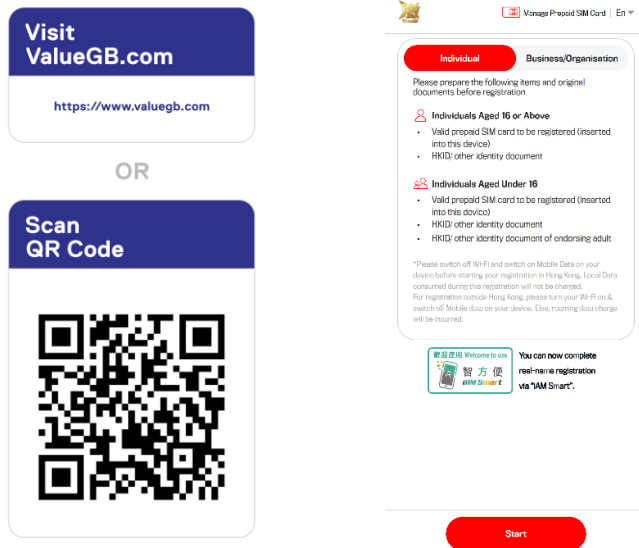 Visit
ValueGB.com
https://www.valuegb.com
OR
Scan
QR Code
Manage Prepaid SIM Card | En
Individual
Business/Organisation
Please prepare the following items and original
documents before registration
Individuals Aged 16 or Above
• Valid prepaid SIM card to be registered (inserted
into this device)
• HKID/ other identity document
Individuals Aged Under 16
• Valid prepaid SIM card to be registered (Inserted
into this device)
• HKID/ other identity document
• HKID/ other identity document of endorsing adult
*Please switch off Wi-Fi and switch on Mobile Data on your
device before starting your registration in Hong Kong, Local Data
consumed during this registration will not be charged.
For registration outside Hong Kong, please turn your Wi-Fi on &
switch off Mobile data on your device. Else, roaming data charge
will be incurred.
歡迎使用 Welcome to use
智方便
iAM Smart
You can now complete
real-name registration
via "iAM Smart".
Start